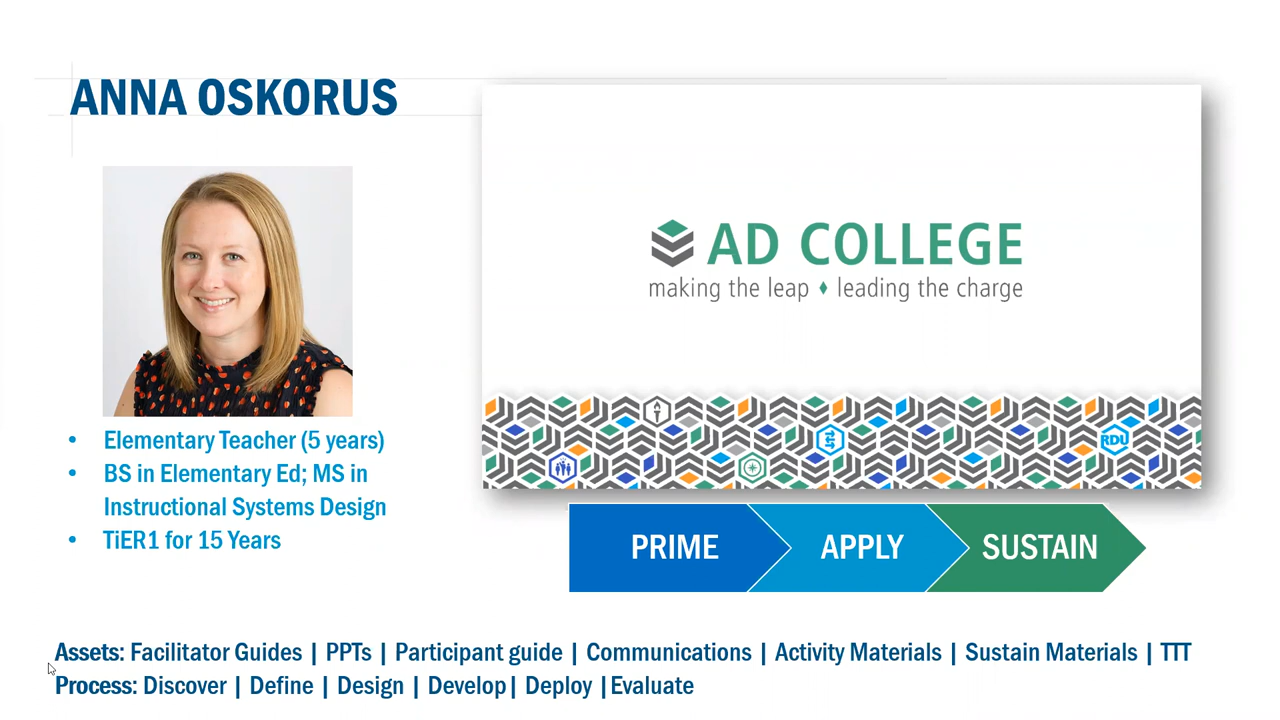 ANNA OSKORUS
AD COLLEGE
making the leap ♦ leading the charge
RDU
• Elementary Teacher (5 years)
• BS in Elementary Ed; MS in
Instructional Systems Design
• TiER1 for 15 Years
PRIME
APPLY
SUSTAIN
Assets: Facilitator Guides | PPTs | Participant guide | Communications | Activity Materials | Sustain Materials | TTT
Process: Discover | Define | Design | Develop| Deploy |Evaluate